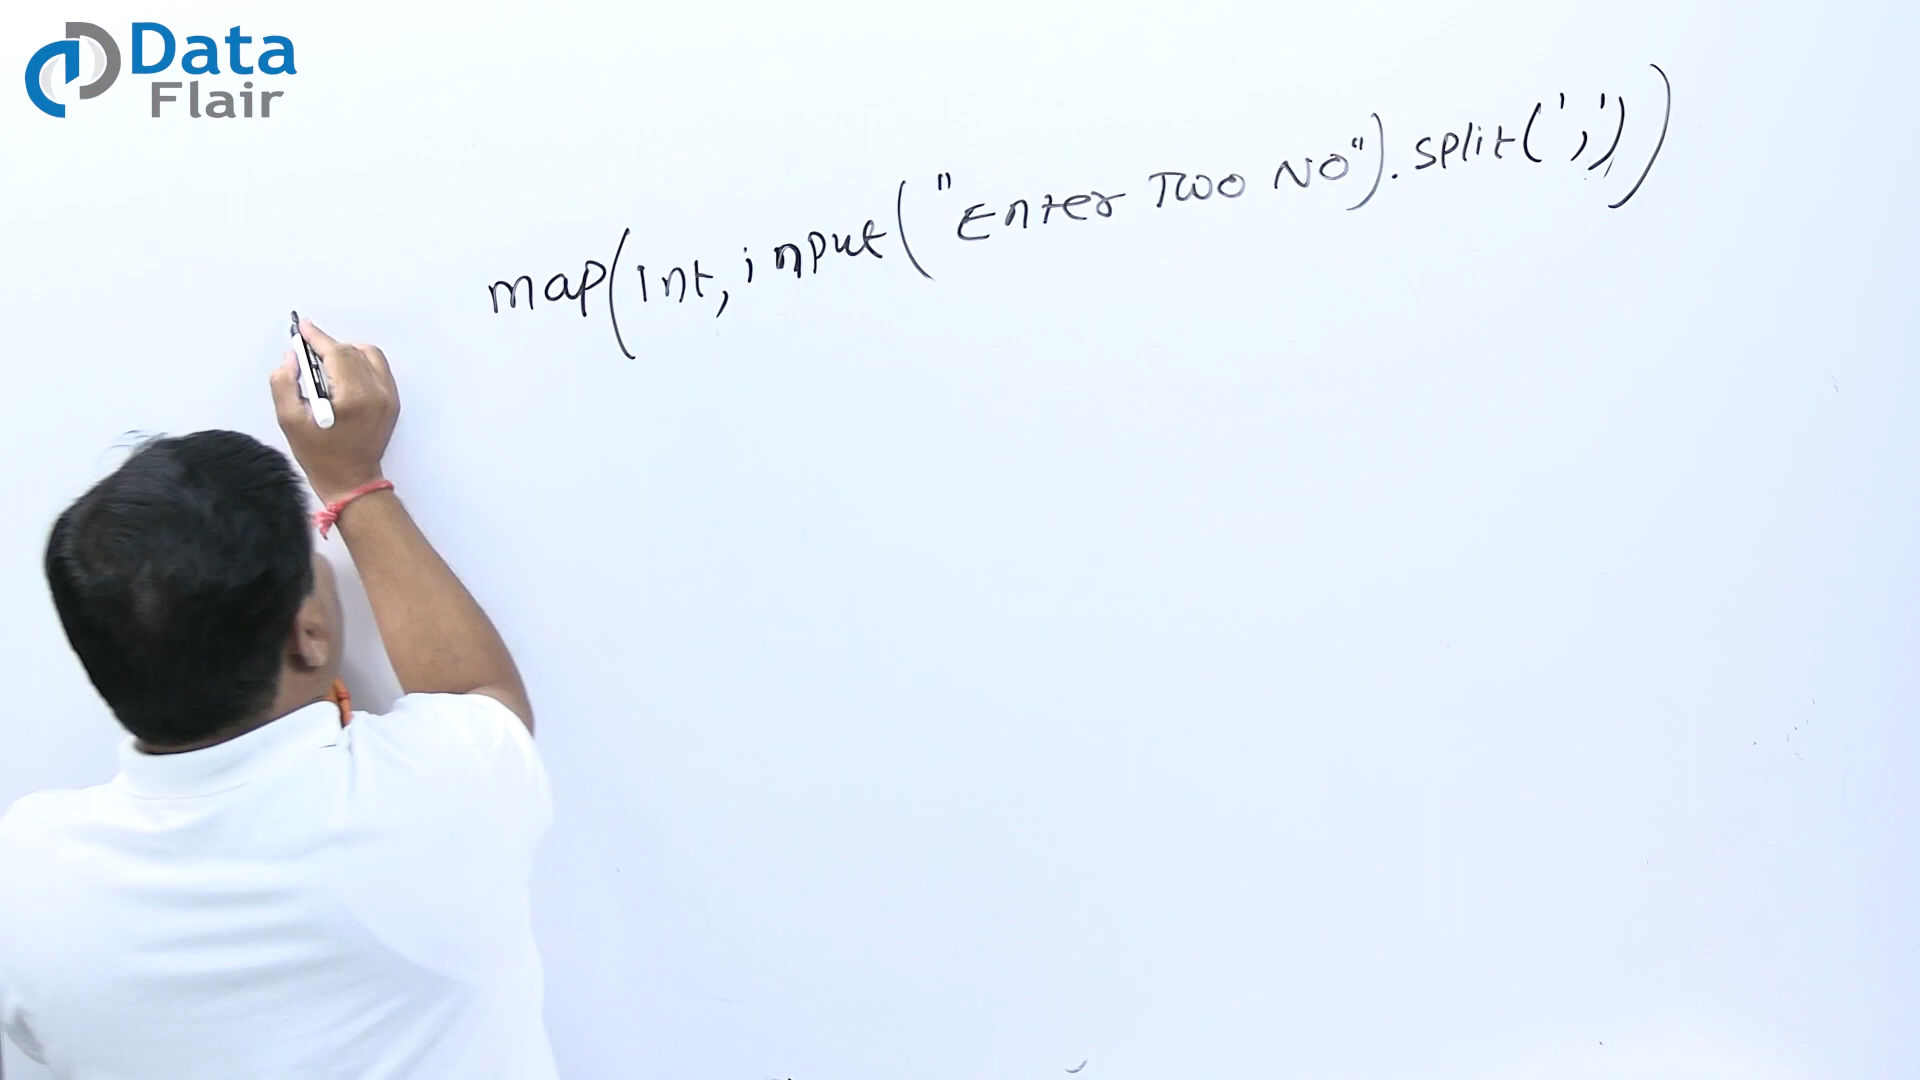 Data
Flair
map(int,input("Enter Two NO").split(','))